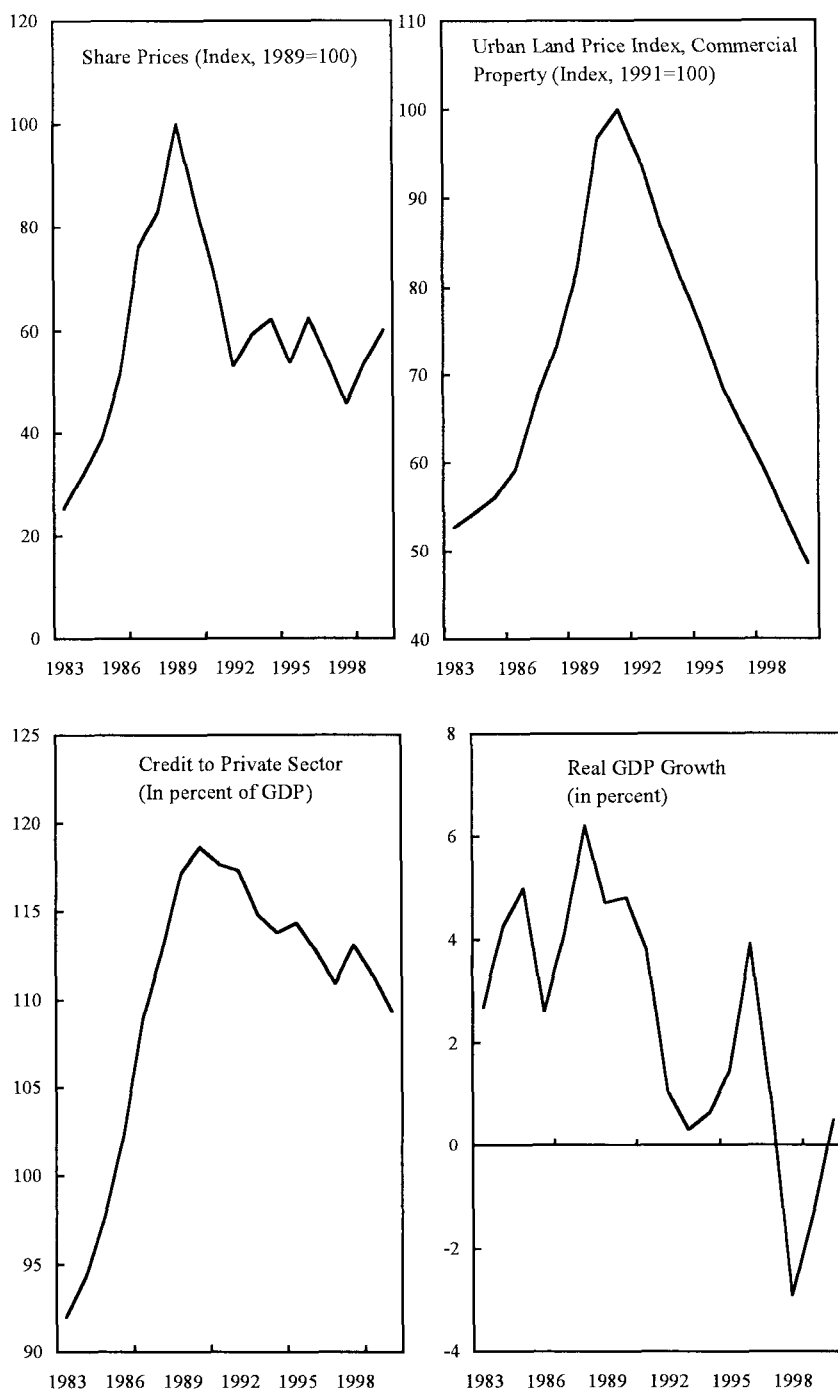 Share Prices (Index, 1989=100)
120
100
80
60
40
20
0
1983 1986 1989 1992 1995 1998
Urban Land Price Index, Commercial
Property (Index, 1991=100)
110
100
90
80
70
60
50
40
1983 1986 1989 1992 1995 1998
Credit to Private Sector
(In percent of GDP)
125
120
115
110
105
100
95
90
1983 1986 1989 1992 1995 1998
Real GDP Growth
(in percent)
8
6
4
2
0
-2
-4
1983 1986 1989 1992 1995 1998